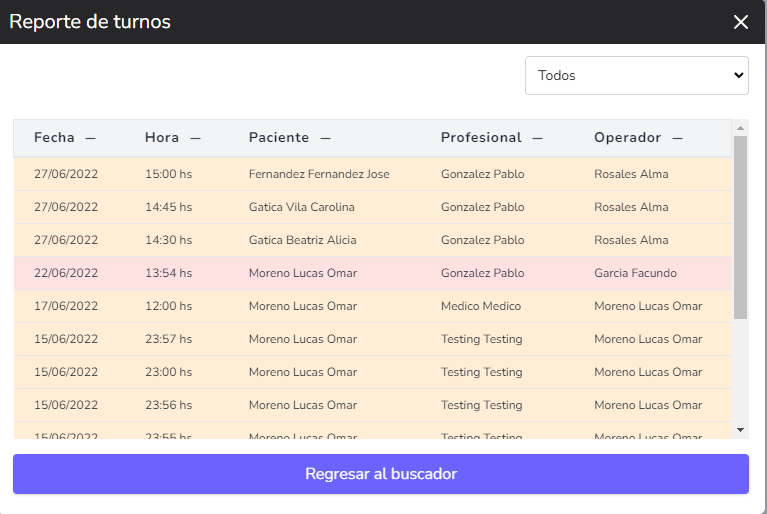 Reporte de turnos
Todos
Fecha — Hora — Paciente — Profesional — Operador —
27/06/2022 15:00 hs Fernandez Fernandez Jose Gonzalez Pablo Rosales Alma
27/06/2022 14:45 hs Gatica Vila Carolina Gonzalez Pablo Rosales Alma
27/06/2022 14:30 hs Gatica Beatriz Alicia Gonzalez Pablo Rosales Alma
22/06/2022 13:54 hs Moreno Lucas Omar Gonzalez Pablo Garcia Facundo
17/06/2022 12:00 hs Moreno Lucas Omar Medico Medico Moreno Lucas Omar
15/06/2022 23:57 hs Moreno Lucas Omar Testing Testing Moreno Lucas Omar
15/06/2022 23:00 hs Moreno Lucas Omar Testing Testing Moreno Lucas Omar
15/06/2022 23:56 hs Moreno Lucas Omar Testing Testing Moreno Lucas Omar
15/06/2022 23:55 hs Moreno Lucas Omar Testing Testing Moreno Lucas Omar
Regresar al buscador